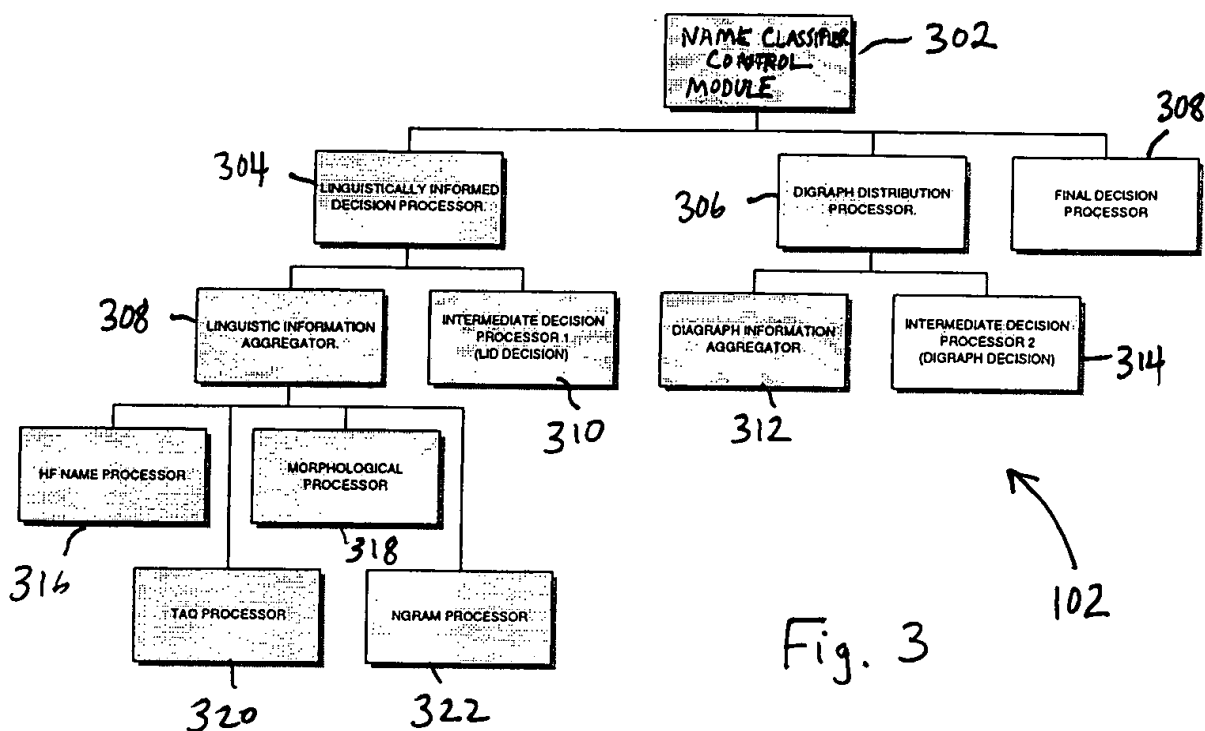 NAME CLASSIFIER
CONTROL
MODULE
302
308
304
LINGUISTICALLY INFORMED
DECISION PROCESSOR.
306
DIGRAPH DISTRIBUTION
PROCESSOR.
FINAL DECISION
PROCESSOR
308
LINGUISTIC INFORMATION
AGGREGATOR.
INTERMEDIATE DECISION
PROCESSOR 1
(LID DECISION)
310
DIAGRAPH INFORMATION
AGGREGATOR
312
INTERMEDIATE DECISION
PROCESSOR 2
(DIGRAPH DECISION)
314
HF NAME PROCESSOR
316
MORPHOLOGICAL
PROCESSOR
318
TAQ PROCESSOR
320
NGRAM PROCESSOR
322
102
Fig. 3